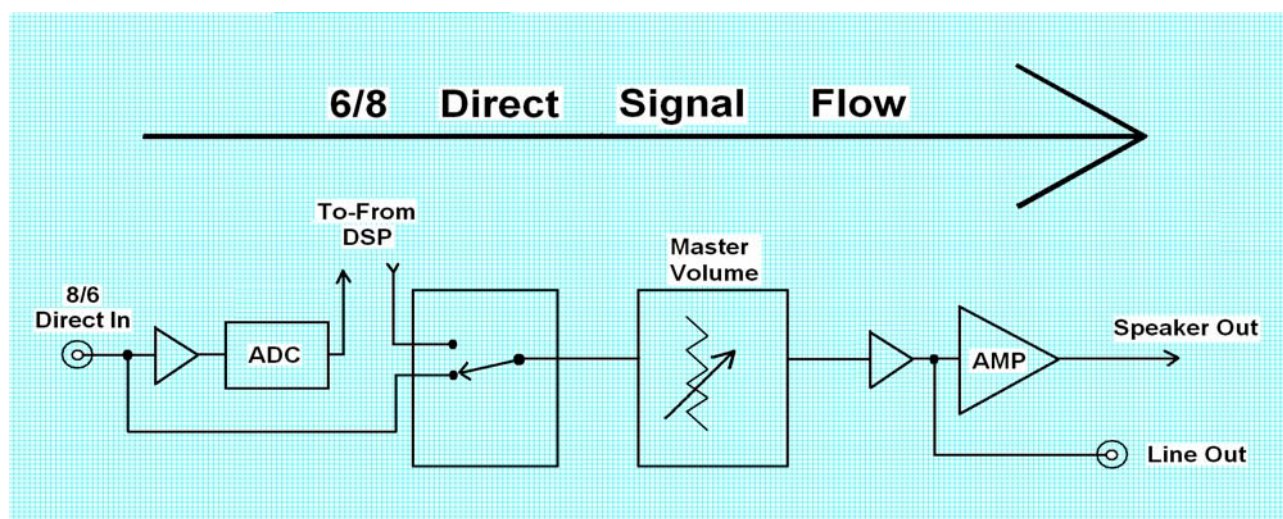 6/8 Direct Signal Flow
To-From
DSP
Master
Volume
8/6
Direct In
ADC
AMP
Speaker Out
Line Out